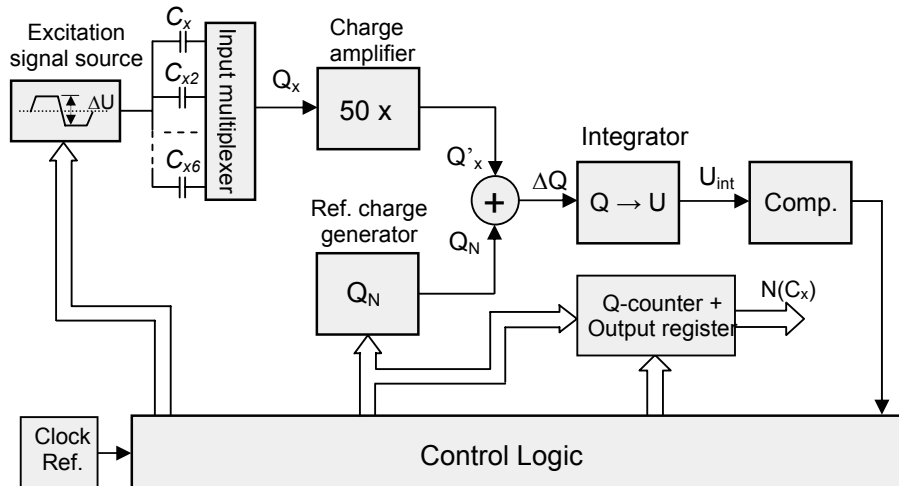 Excitation
signal source
ΔU
Cx
Cx2
Cx6
Input multiplexer
Qx
Charge
amplifier
50 x
Q'x
+
ΔQ
QN
Ref. charge
generator
QN
Integrator
Q → U
Uint
Comp.
Q-counter +
Output register
N(Cx)
Clock
Ref.
Control Logic